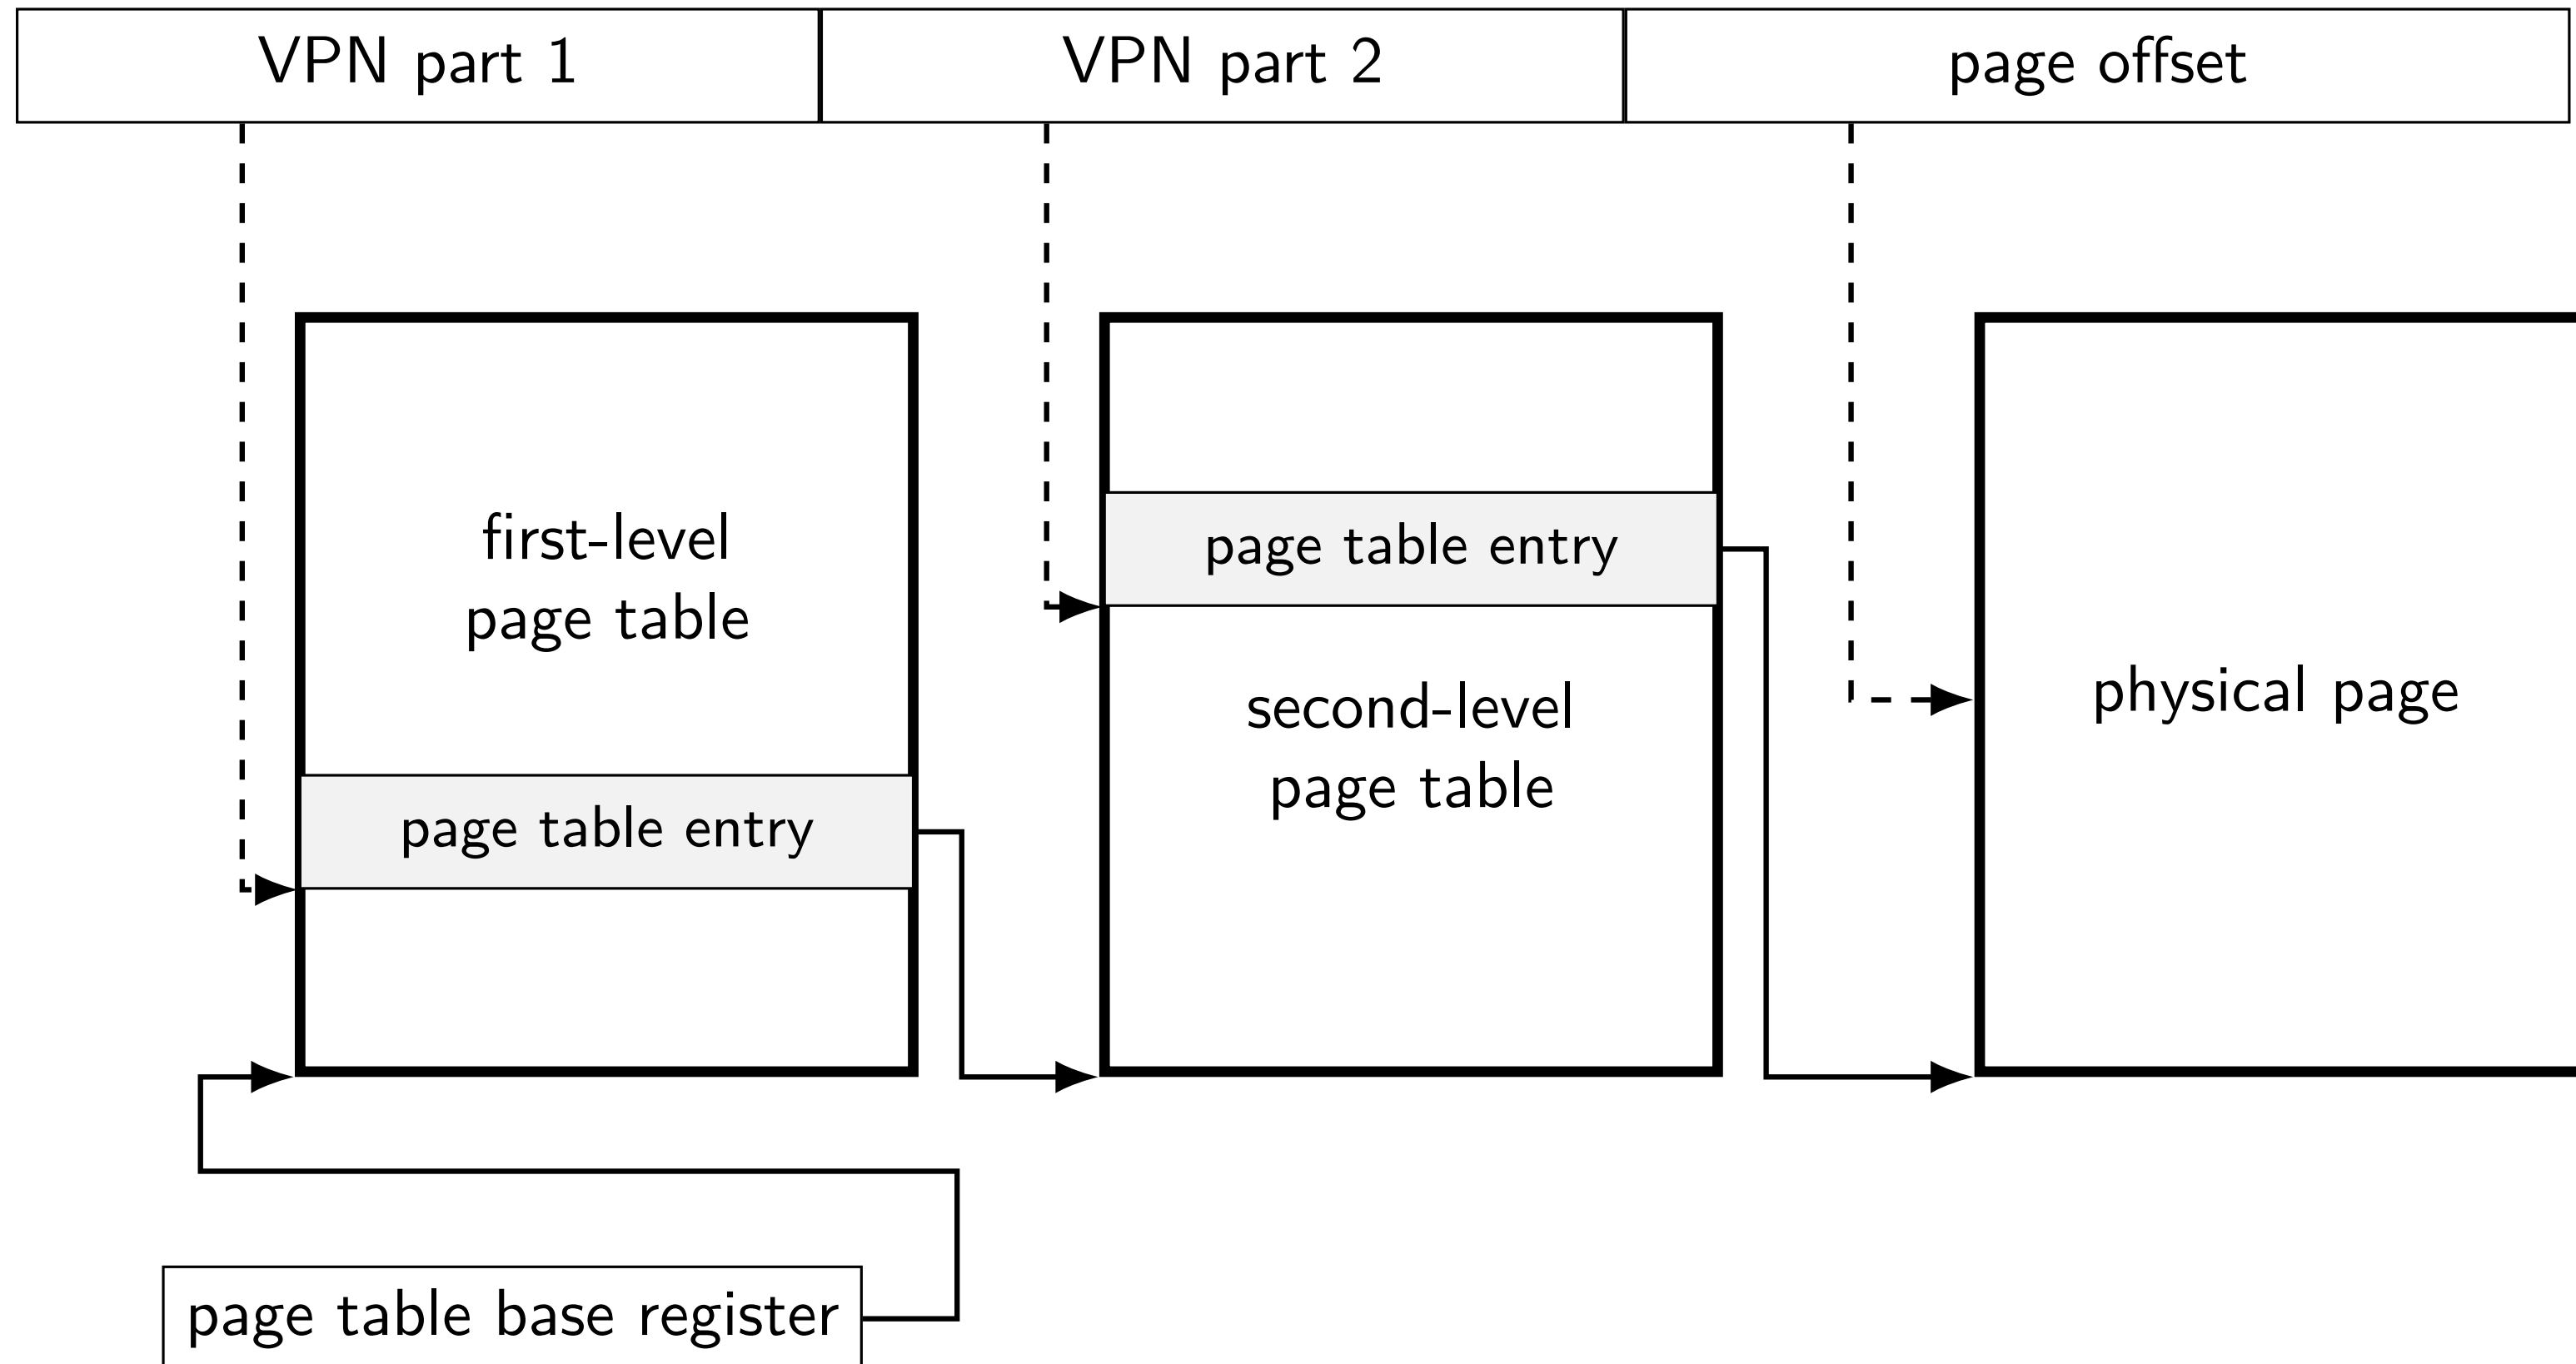 VPN part 1
VPN part 2
page offset
first-level
page table
page table entry
page table entry
second-level
page table
physical page
page table base register